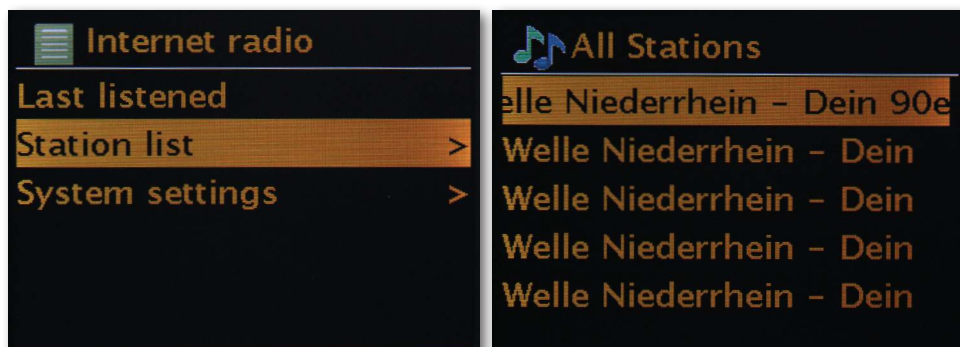 Internet radio
Last listened
Station list >
System settings >
All Stations
elle Niederrhein – Dein 90e
Welle Niederrhein – Dein
Welle Niederrhein – Dein
Welle Niederrhein – Dein
Welle Niederrhein – Dein